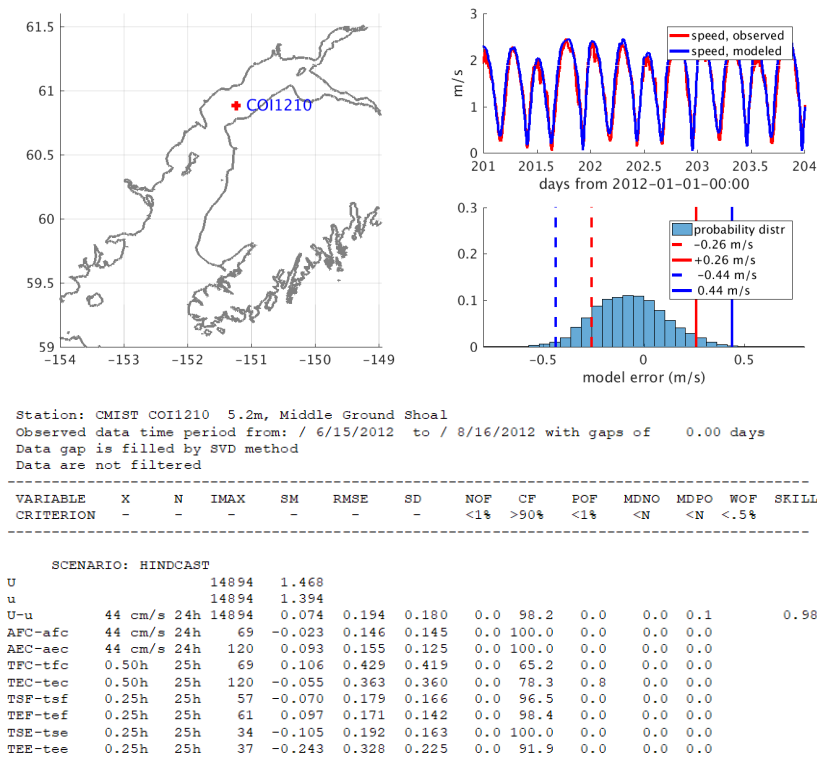 61.5
61
60.5
60
59.5
59
-154 -153 -152 -151 -150 -149
COI1210
3
2
1
0
m/s
speed, observed
speed, modeled
201 201.5 202 202.5 203 203.5 204
days from 2012-01-01-00:00
0.3
0.2
0.1
0
probability distr
-0.26 m/s
+0.26 m/s
-0.44 m/s
0.44 m/s
-0.5 0 0.5
model error (m/s)
Station: CMIST COI1210 5.2m, Middle Ground Shoal
Observed data time period from: / 6/15/2012 to / 8/16/2012 with gaps of 0.00 days
Data gap is filled by SVD method
Data are not filtered
VARIABLE X N IMAX SM RMSE SD NOF CF POF MDNO MDPO WOF SKILL
CRITERION - - - - - - <1% >90% <1% <N <N <.5%
SCENARIO: HINDCAST
U 14894 1.468
u 14894 1.394
U-u 44 cm/s 24h 14894 0.074 0.194 0.180 0.0 98.2 0.0 0.0 0.1 0.98
AFC-afc 44 cm/s 24h 69 -0.023 0.146 0.145 0.0 100.0 0.0 0.0 0.0
AEC-aec 44 cm/s 24h 120 0.093 0.155 0.125 0.0 100.0 0.0 0.0 0.0
TFC-tfc 0.50h 25h 69 0.106 0.429 0.419 0.0 65.2 0.0 0.0 0.0
TEC-tec 0.50h 25h 120 -0.055 0.363 0.360 0.0 78.3 0.8 0.0 0.0
TSF-tsf 0.25h 25h 57 -0.070 0.179 0.166 0.0 96.5 0.0 0.0 0.0
TEF-tef 0.25h 25h 61 0.097 0.171 0.142 0.0 98.4 0.0 0.0 0.0
TSE-tse 0.25h 25h 34 -0.105 0.192 0.163 0.0 100.0 0.0 0.0 0.0
TEE-tee 0.25h 25h 37 -0.243 0.328 0.225 0.0 91.9 0.0 0.0 0.0